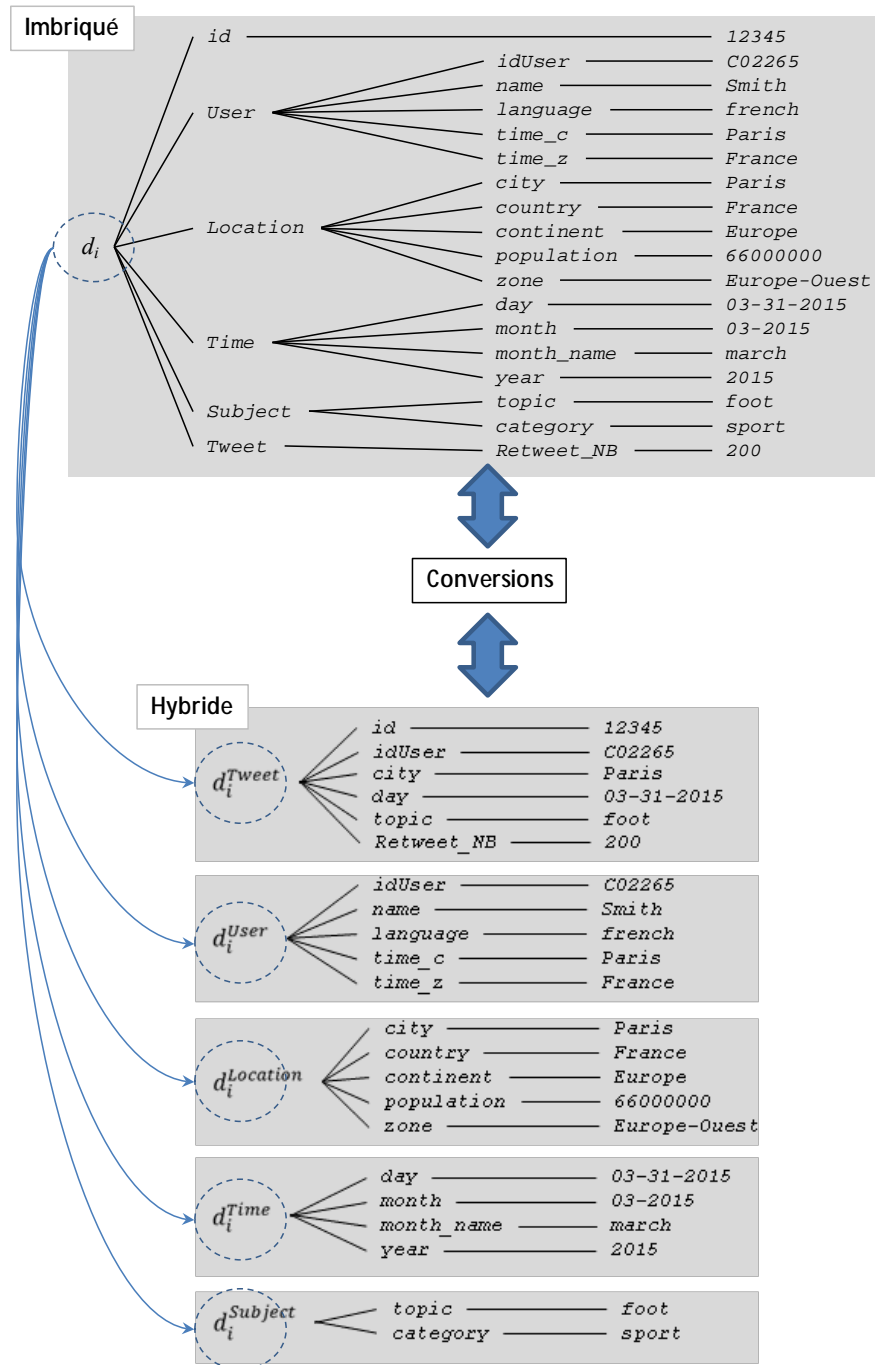 Imbriqué
id 12345
idUser C02265
name Smith
User language french
time_c Paris
time_z France
city Paris
country France
Location continent Europe
d_i
population 66000000
zone Europe-Ouest
day 03-31-2015
month 03-2015
Time
month_name march
year 2015
topic foot
Subject
category sport
Tweet Retweet_NB 200
Conversions
Hybride
id 12345
idUser C02265
city Paris
d_i^Tweet
day 03-31-2015
topic foot
Retweet_NB 200
idUser C02265
name Smith
d_i^User language french
time_c Paris
time_z France
city Paris
country France
d_i^Location continent Europe
population 66000000
zone Europe-Ouest
day 03-31-2015
month 03-2015
d_i^Time
month_name march
year 2015
topic foot
d_i^Subject
category sport